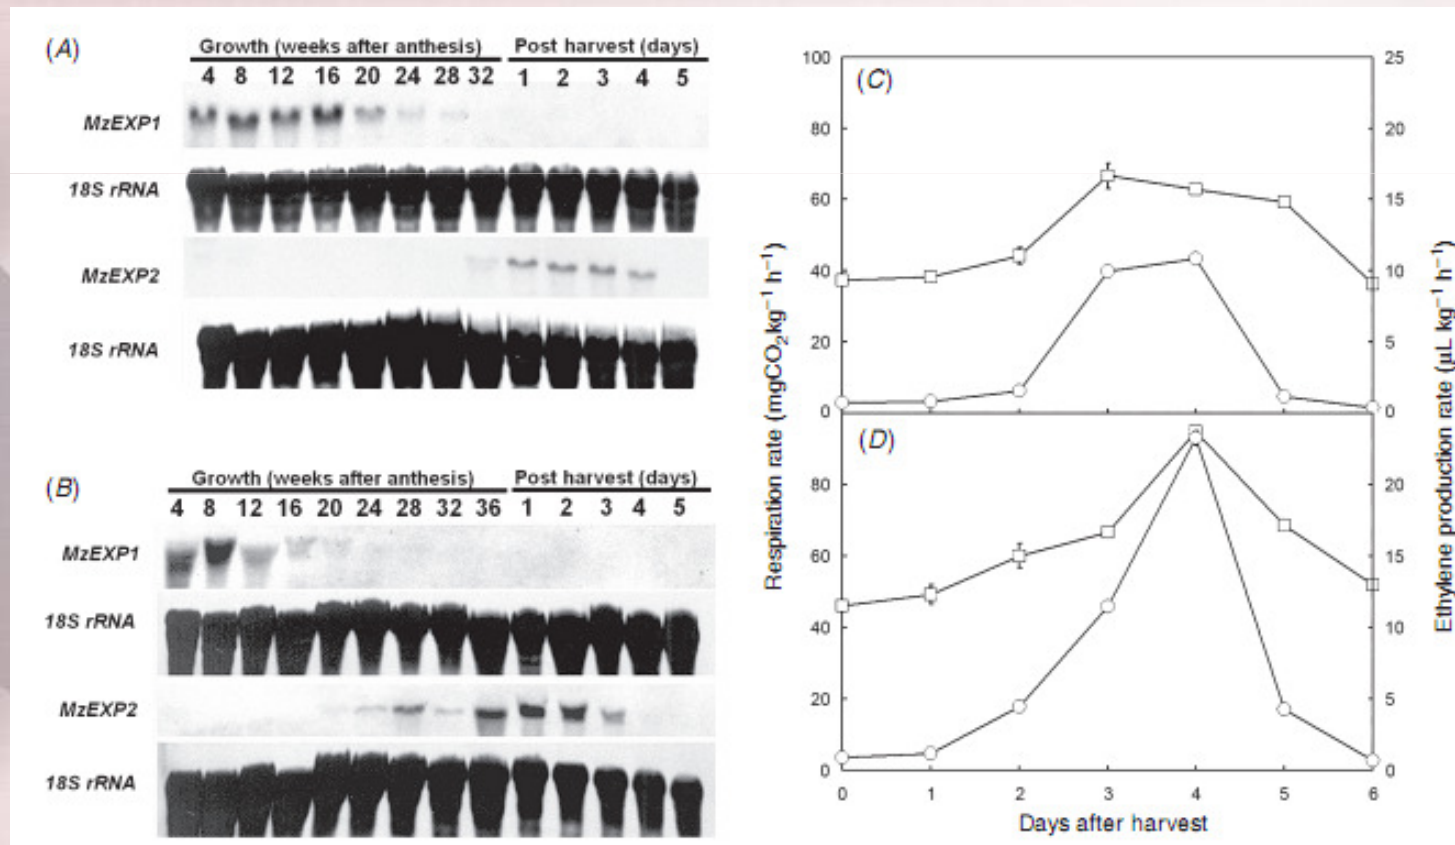 (A)
Growth (weeks after anthesis) Post harvest (days)
4 8 12 16 20 24 28 32 1 2 3 4 5
MzEXP1
18S rRNA
MzEXP2
18S rRNA
(B)
Growth (weeks after anthesis) Post harvest (days)
4 8 12 16 20 24 28 32 36 1 2 3 4 5
MzEXP1
18S rRNA
MzEXP2
18S rRNA
Respiration rate (mgCO₂kg⁻¹ h⁻¹)
100
80
60
40
20
0
(C)
25
20
15
10
5
0
80
60
40
20
0
(D)
20
15
10
5
0
Ethylene production rate (µL kg⁻¹ h⁻¹)
0 1 2 3 4 5 6
Days after harvest